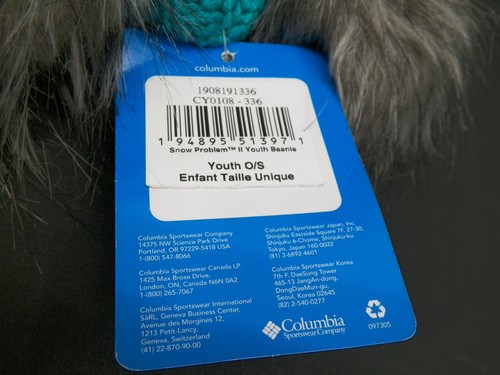 columbia.com
1908191336
CY0108 - 336
1 94895 51397 1
Snow Problem™ II Youth Beanie
Youth O/S
Enfant Taille Unique
Columbia Sportswear Company
14375 NW Science Park Drive
Portland, OR 97229-5418 USA
1-(800) 547-8066
Columbia Sportswear Canada LP
1425 Max Brose Drive,
London, ON, Canada N6N 0A2
1-(800) 265-7067
Columbia Sportswear International
SàRL, Geneva Business Center,
Avenue des Morgines 12,
1213 Petit-Lancy,
Geneva, Switzerland
(41) 22-870-90-00
Columbia Sportswear Japan, Inc.
Shinjuku Eastside Square 7F, 27-30,
Shinjuku 6-Chome, Shinjuku-ku
Tokyo, Japan 160-0022
(81) 3-6892-4601
Columbia Sportswear Korea
7th F. DaeSung Tower
465-13 JangAn-dong,
DongDaeMun-gu,
Seoul, Korea 02645
(82) 2-540-0277
Columbia
Sportswear Company
097305